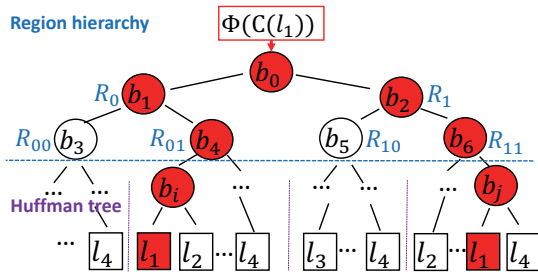 Region hierarchy
Φ(C(l₁))
b₀
R₀ b₁ b₂ R₁
R₀₀ b₃ R₀₁ b₄ b₅ R₁₀ b₆ R₁₁
... ... bᵢ ... ... ... ... bⱼ
Huffman tree
... l₄ l₁ l₂ ... l₄ l₃ ... l₄ l₂ ... l₁ l₄